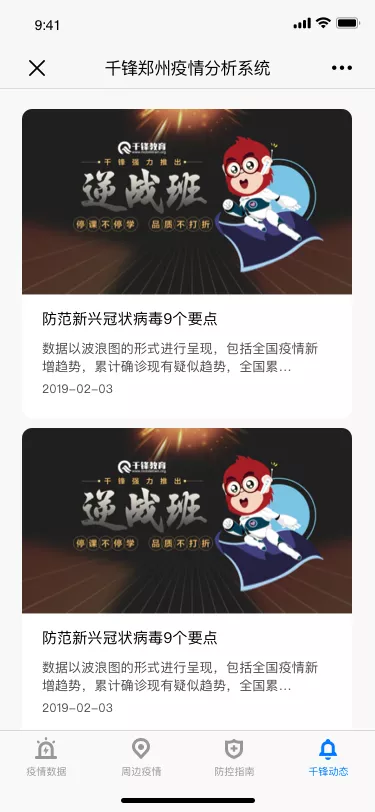 9:41
千锋郑州疫情分析系统
千锋教育
千锋强力推出
逆战班
停课不停学 品质不打折
防范新兴冠状病毒9个要点
数据以波浪图的形式进行呈现，包括全国疫情新
增趋势，累计确诊现有疑似趋势，全国累...
2019-02-03
千锋教育
千锋强力推出
逆战班
停课不停学 品质不打折
防范新兴冠状病毒9个要点
数据以波浪图的形式进行呈现，包括全国疫情新
增趋势，累计确诊现有疑似趋势，全国累...
2019-02-03
疫情数据
周边疫情
防控指南
千锋动态